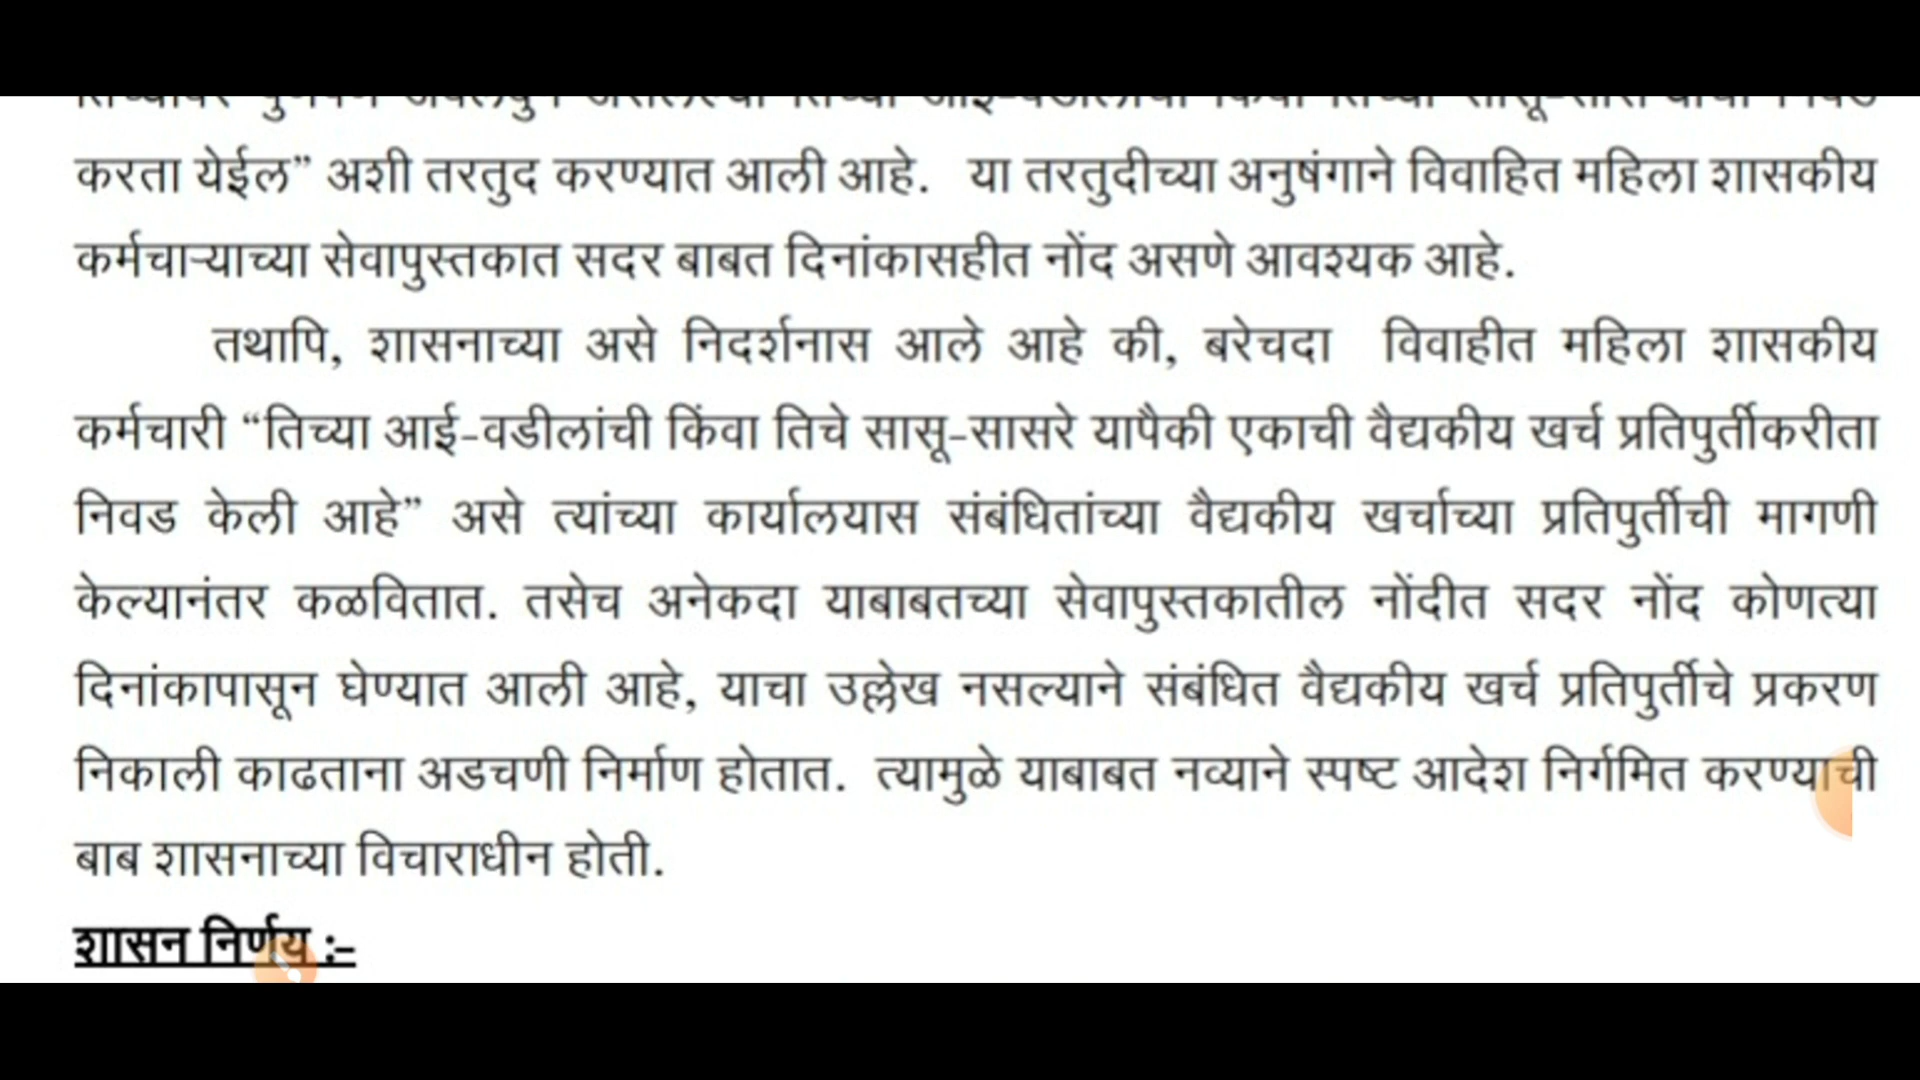 करता येईल” अशी तरतुद करण्यात आली आहे. या तरतुदीच्या अनुषंगाने विवाहित महिला शासकीय
कर्मचाऱ्याच्या सेवापुस्तकात सदर बाबत दिनांकासहीत नोंद असणे आवश्यक आहे.
तथापि, शासनाच्या असे निदर्शनास आले आहे की, बरेचदा विवाहीत महिला शासकीय
कर्मचारी “तिच्या आई-वडीलांची किंवा तिचे सासू-सासरे यापैकी एकाची वैद्यकीय खर्च प्रतिपुर्तीकरीता
निवड केली आहे” असे त्यांच्या कार्यालयास संबंधितांच्या वैद्यकीय खर्चाच्या प्रतिपुर्तीची मागणी
केल्यानंतर कळवितात. तसेच अनेकदा याबाबतच्या सेवापुस्तकातील नोंदीत सदर नोंद कोणत्या
दिनांकापासून घेण्यात आली आहे, याचा उल्लेख नसल्याने संबंधित वैद्यकीय खर्च प्रतिपुर्तीचे प्रकरण
निकाली काढताना अडचणी निर्माण होतात. त्यामुळे याबाबत नव्याने स्पष्ट आदेश निर्गमित करण्याची
बाब शासनाच्या विचाराधीन होती.
शासन निर्णय :-